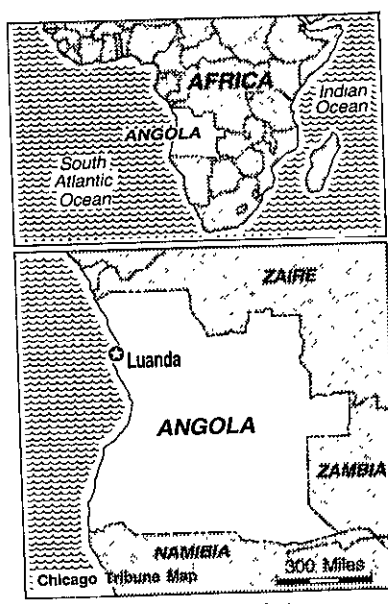 AFRICA
Indian
Ocean
ANGOLA
South
Atlantic
Ocean
ZAIRE
Luanda
ANGOLA
ZAMBIA
NAMIBIA
300 Miles
Chicago Tribune Map